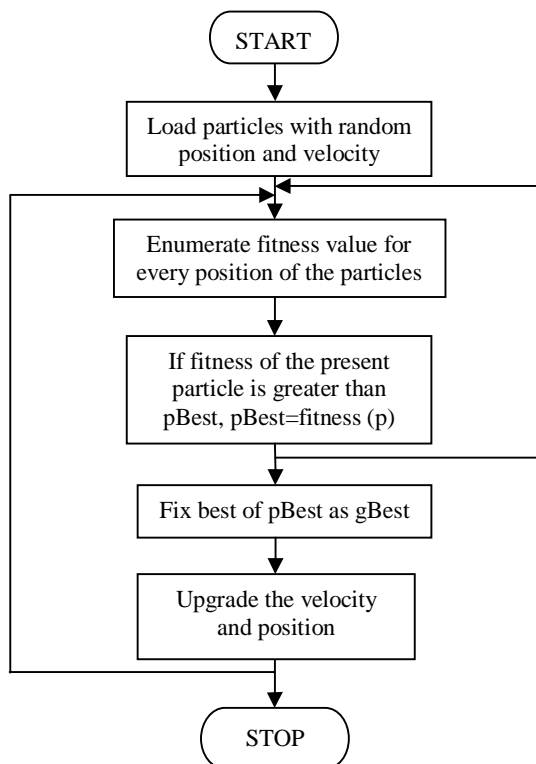 START
Load particles with random
position and velocity
Enumerate fitness value for
every position of the particles
If fitness of the present
particle is greater than
pBest, pBest=fitness (p)
Fix best of pBest as gBest
Upgrade the velocity
and position
STOP